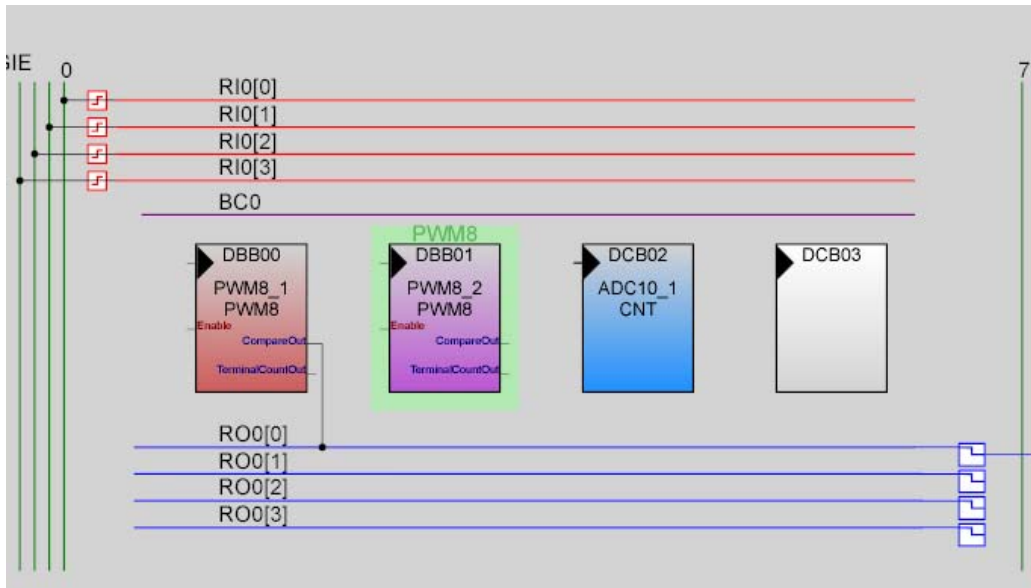 GIE
0
7
RI0[0]
RI0[1]
RI0[2]
RI0[3]
BC0
PWM8
DBB00
PWM8_1
PWM8
Enable
CompareOut
TerminalCountOut
DBB01
PWM8_2
PWM8
Enable
CompareOut
TerminalCountOut
DCB02
ADC10_1
CNT
DCB03
RO0[0]
RO0[1]
RO0[2]
RO0[3]